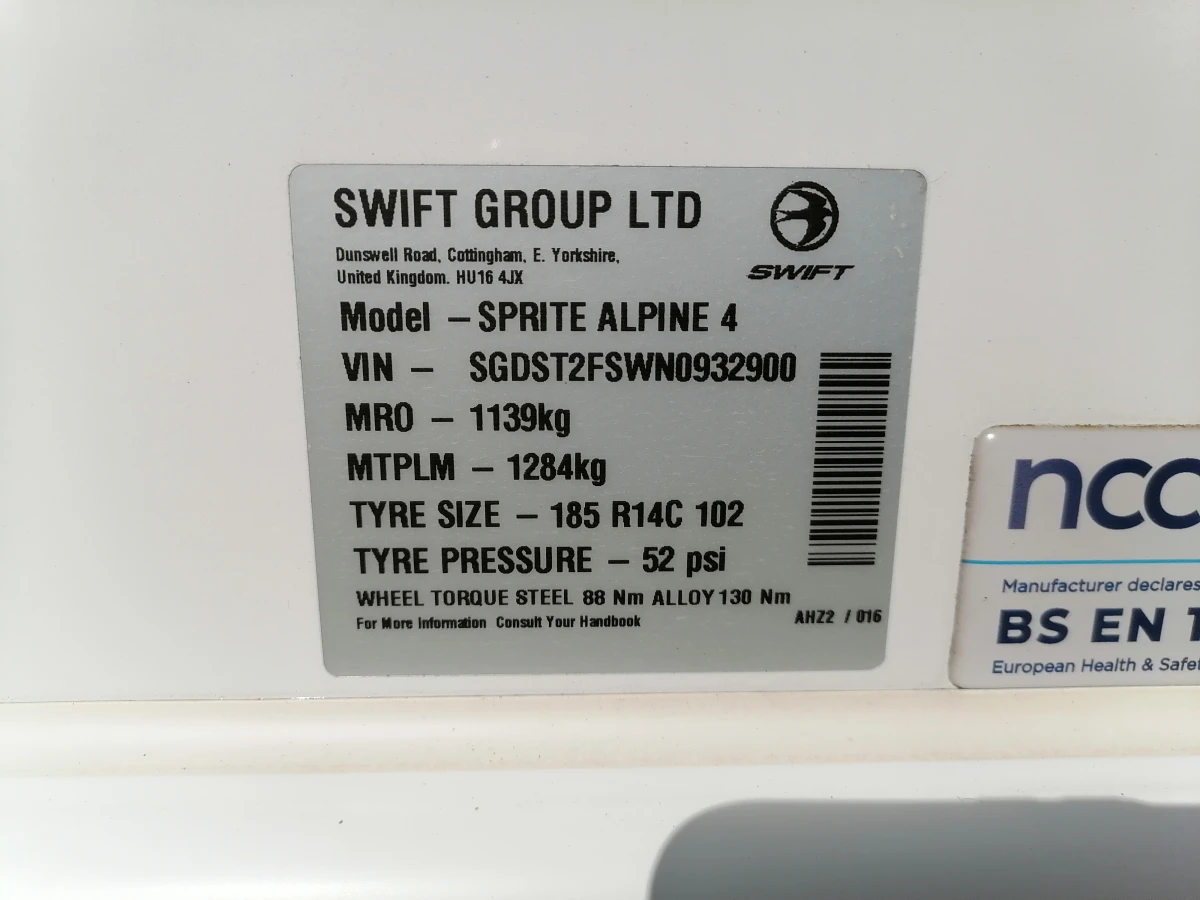 SWIFT GROUP LTD
SWIFT
Dunswell Road, Cottingham, E. Yorkshire,
United Kingdom. HU16 4JX
Model – SPRITE ALPINE 4
VIN – SGDST2FSWN0932900
MRO – 1139kg
MTPLM – 1284kg
TYRE SIZE – 185 R14C 102
TYRE PRESSURE – 52 psi
WHEEL TORQUE STEEL 88 Nm ALLOY 130 Nm
For More Information Consult Your Handbook
AHZ2 / 016
Manufacturer declares
BS EN
European Health &